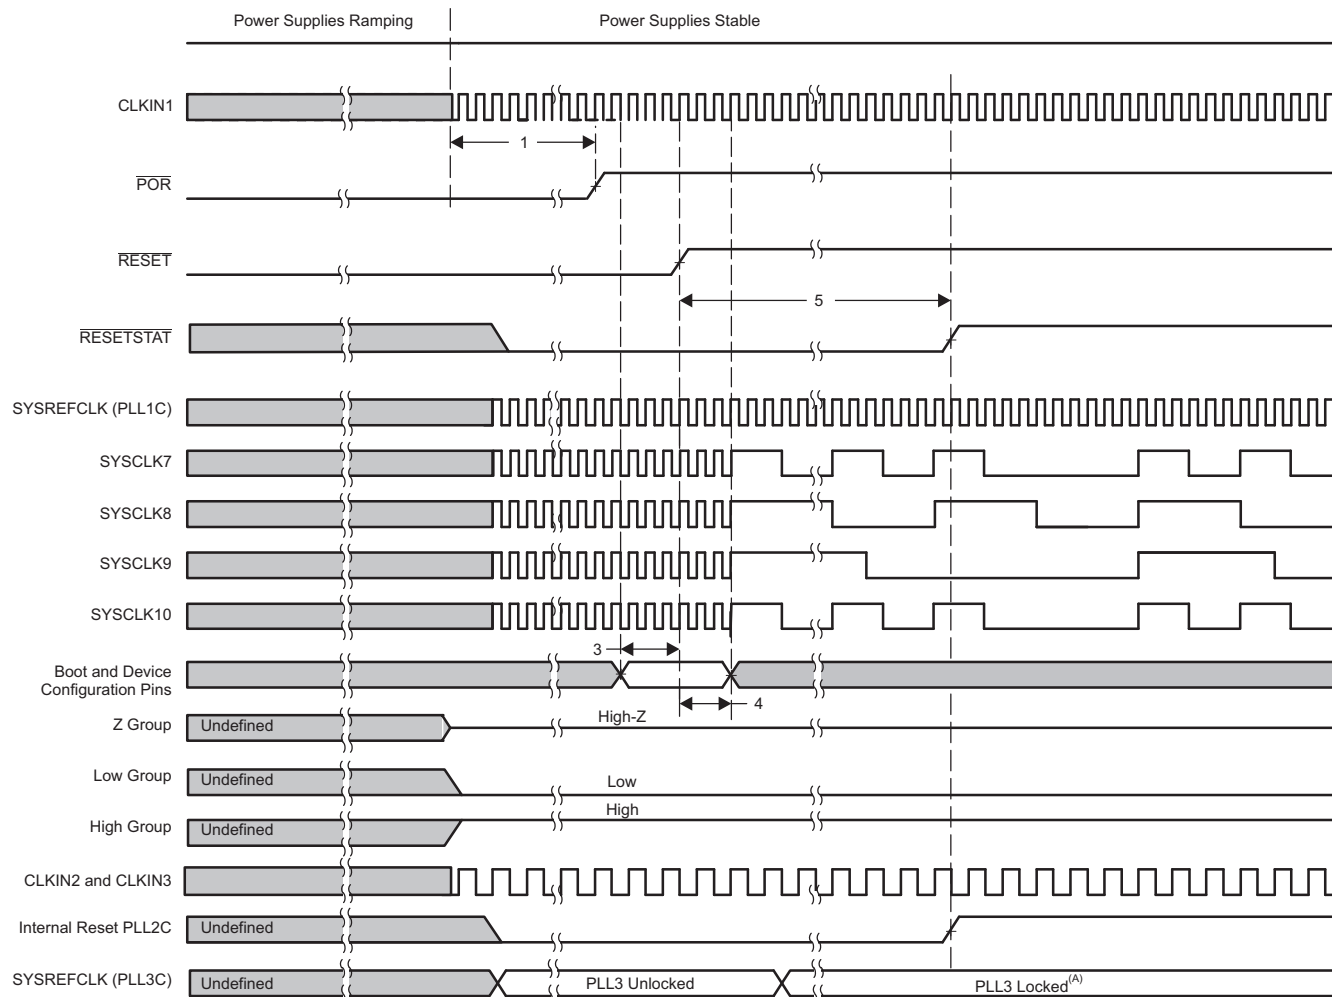 Power Supplies Ramping
Power Supplies Stable
CLKIN1
1
POR
RESET
5
RESETSTAT
SYSREFCLK (PLL1C)
SYSCLK7
SYSCLK8
SYSCLK9
SYSCLK10
3
Boot and Device
Configuration Pins
4
Z Group
Undefined
High-Z
Low Group
Undefined
Low
High Group
Undefined
High
CLKIN2 and CLKIN3
Internal Reset PLL2C
Undefined
SYSREFCLK (PLL3C)
Undefined
PLL3 Unlocked
PLL3 Locked(A)